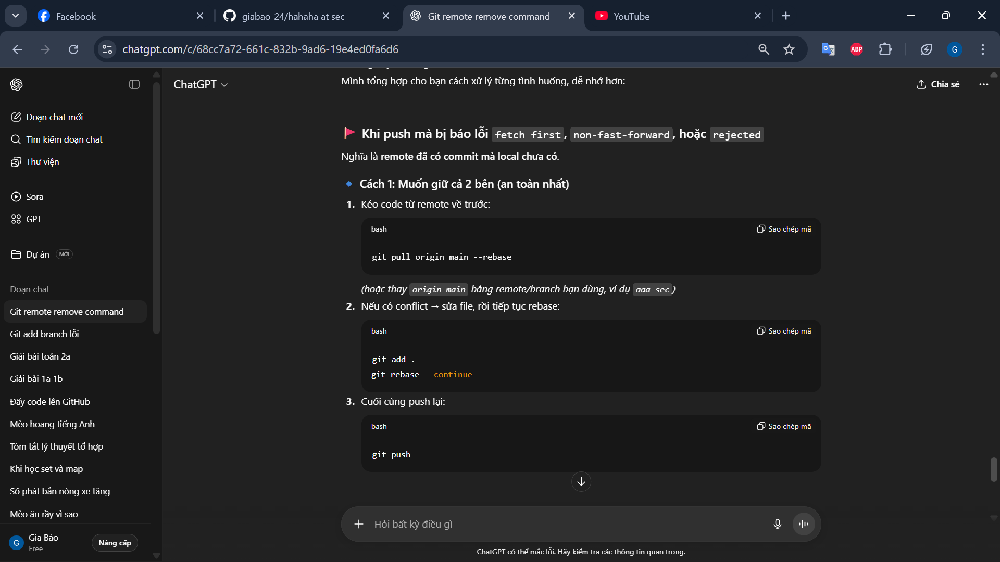 Facebook
giabao-24/hahaha at sec
Git remote remove command
YouTube
chatgpt.com/c/68cc7a72-661c-832b-9ad6-19e4ed0fa6d6
ABP
G
ChatGPT
Chia sẻ
Đoạn chat mới
Tìm kiếm đoạn chat
Thư viện
Sora
GPT
Dự án MỚI
Đoạn chat
Git remote remove command
Git add branch lỗi
Giải bài toán 2a
Giải bài 1a 1b
Đẩy code lên GitHub
Mèo hoang tiếng Anh
Tóm tắt lý thuyết tổ hợp
Khi học set và map
Số phát bắn nòng xe tăng
Mèo ăn rầy vì sao
G
Gia Bảo
Free
Nâng cấp
Mình tổng hợp cho bạn cách xử lý từng tình huống, dễ nhớ hơn:
Khi push mà bị báo lỗi fetch first, non-fast-forward, hoặc rejected
Nghĩa là remote đã có commit mà local chưa có.
Cách 1: Muốn giữ cả 2 bên (an toàn nhất)
1. Kéo code từ remote về trước:
bash
Sao chép mã
git pull origin main --rebase
(hoặc thay origin main bằng remote/branch bạn dùng, ví dụ aaa sec)
2. Nếu có conflict → sửa file, rồi tiếp tục rebase:
bash
Sao chép mã
git add .
git rebase --continue
3. Cuối cùng push lại:
bash
Sao chép mã
git push
Hỏi bất kỳ điều gì
ChatGPT có thể mắc lỗi. Hãy kiểm tra các thông tin quan trọng.